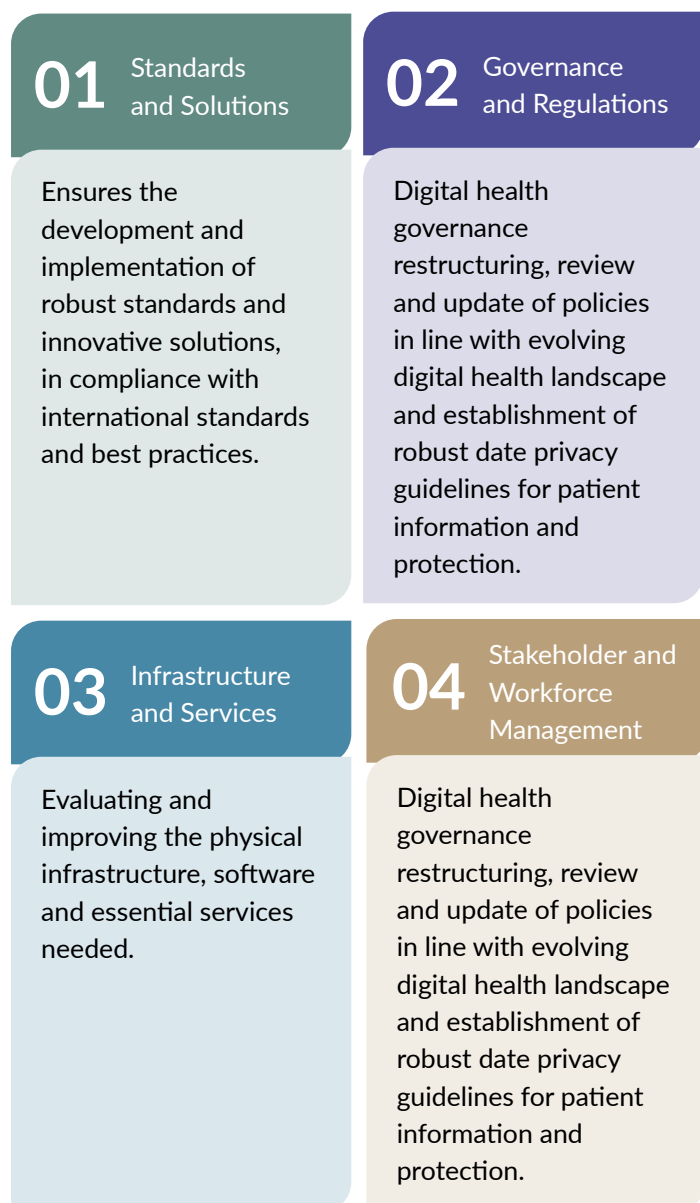 01
Standards
and Solutions
Ensures the
development and
implementation of
robust standards and
innovative solutions,
in compliance with
international standards
and best practices.
02
Governance
and Regulations
Digital health
governance
restructuring, review
and update of policies
in line with evolving
digital health landscape
and establishment of
robust date privacy
guidelines for patient
information and
protection.
03
Infrastructure
and Services
Evaluating and
improving the physical
infrastructure, software
and essential services
needed.
04
Stakeholder and
Workforce
Management
Digital health
governance
restructuring, review
and update of policies
in line with evolving
digital health landscape
and establishment of
robust date privacy
guidelines for patient
information and
protection.